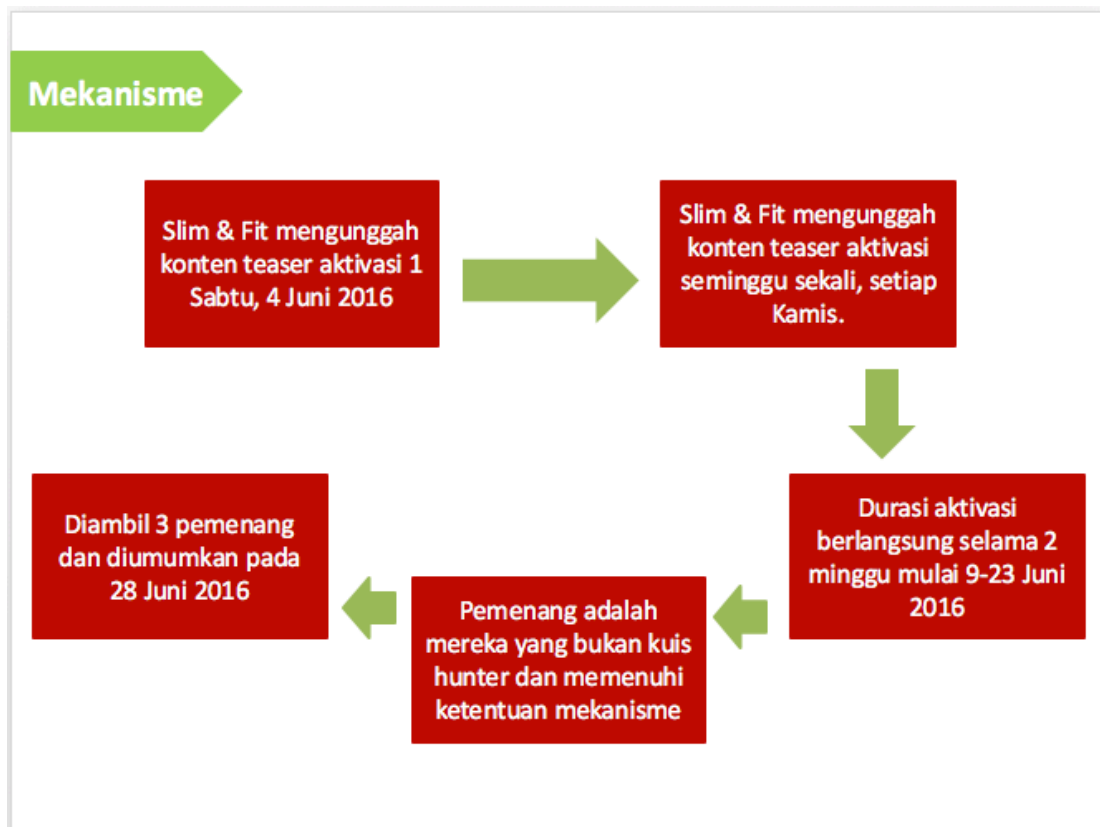 Mekanisme
Slim & Fit mengunggah
konten teaser aktivasi 1
Sabtu, 4 Juni 2016
Slim & Fit mengunggah
konten teaser aktivasi
seminggu sekali, setiap
Kamis.
Durasi aktivasi
berlangsung selama 2
minggu mulai 9-23 Juni
2016
Pemenang adalah
mereka yang bukan kuis
hunter dan memenuhi
ketentuan mekanisme
Diambil 3 pemenang
dan diumumkan pada
28 Juni 2016